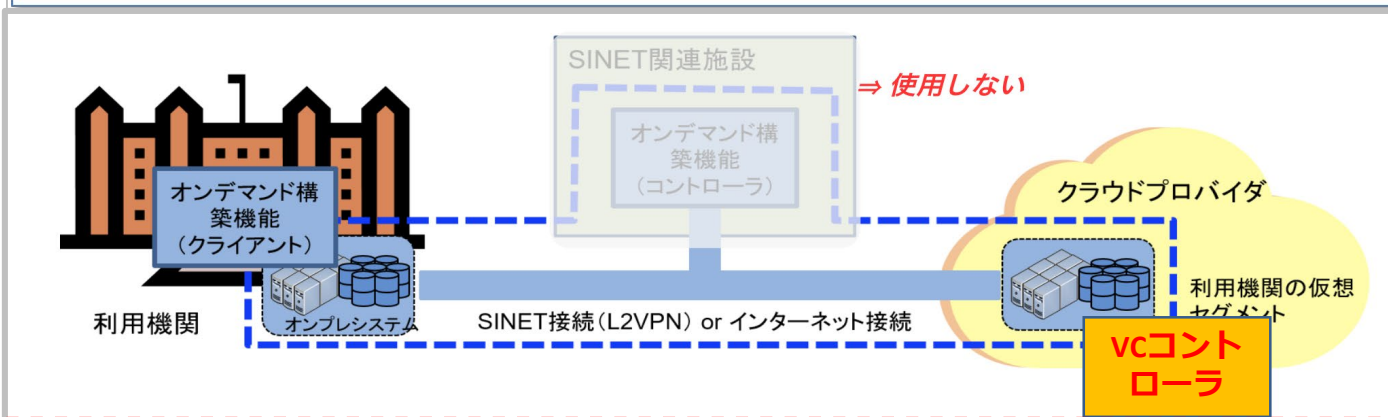 SINET関連施設
⇒ 使用しない
オンデマンド構
築機能
(コントローラ)
オンデマンド構
築機能
(クライアント)
クラウドプロバイダ
利用機関
オンプレシステム
SINET接続(L2VPN) or インターネット接続
利用機関の仮想
セグメント
VCコント
ローラ